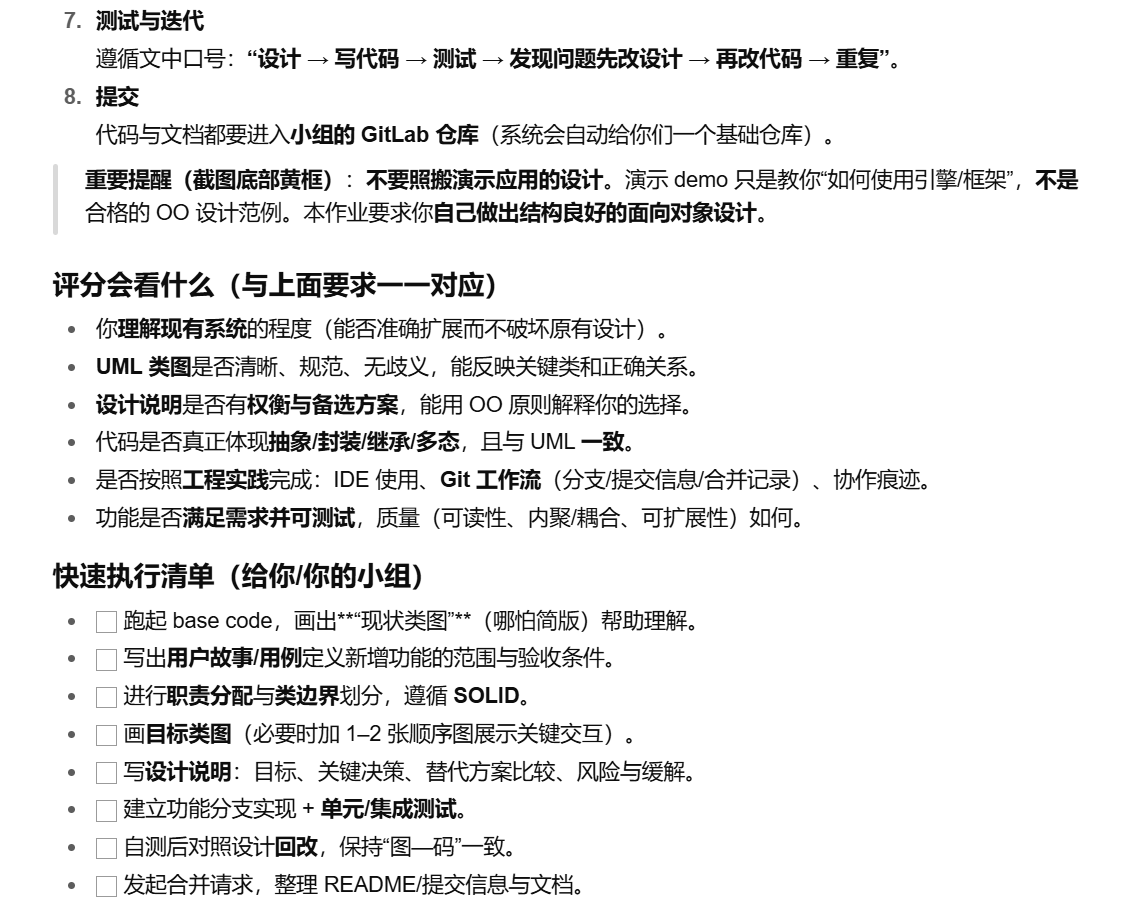 7. 测试与迭代
遵循文中口号：“设计 → 写代码 → 测试 → 发现问题先改设计 → 再改代码 → 重复”。
8. 提交
代码与文档都要进入小组的 GitLab 仓库（系统会自动给你们一个基础仓库）。
重要提醒（截图底部黄框）：不要照搬演示应用的设计。演示 demo 只是教你“如何使用引擎/框架”，不是
合格的 OO 设计范例。本作业要求你自己做出结构良好的面向对象设计。
评分会看什么（与上面要求一一对应）
• 你理解现有系统的程度（能否准确扩展而不破坏原有设计）。
• UML 类图是否清晰、规范、无歧义，能反映关键类和正确关系。
• 设计说明是否有权衡与备选方案，能用 OO 原则解释你的选择。
• 代码是否真正体现抽象/封装/继承/多态，且与 UML 一致。
• 是否按照工程实践完成：IDE 使用、Git 工作流（分支/提交信息/合并记录）、协作痕迹。
• 功能是否满足需求并可测试，质量（可读性、内聚/耦合、可扩展性）如何。
快速执行清单（给你/你的小组）
• 跑起 base code，画出**“现状类图”**（哪怕简版）帮助理解。
• 写出用户故事/用例定义新增功能的范围与验收条件。
• 进行职责分配与类边界划分，遵循 SOLID。
• 画目标类图（必要时加 1–2 张顺序图展示关键交互）。
• 写设计说明：目标、关键决策、替代方案比较、风险与缓解。
• 建立功能分支实现 + 单元/集成测试。
• 自测后对照设计回改，保持“图—码”一致。
• 发起合并请求，整理 README/提交信息与文档。